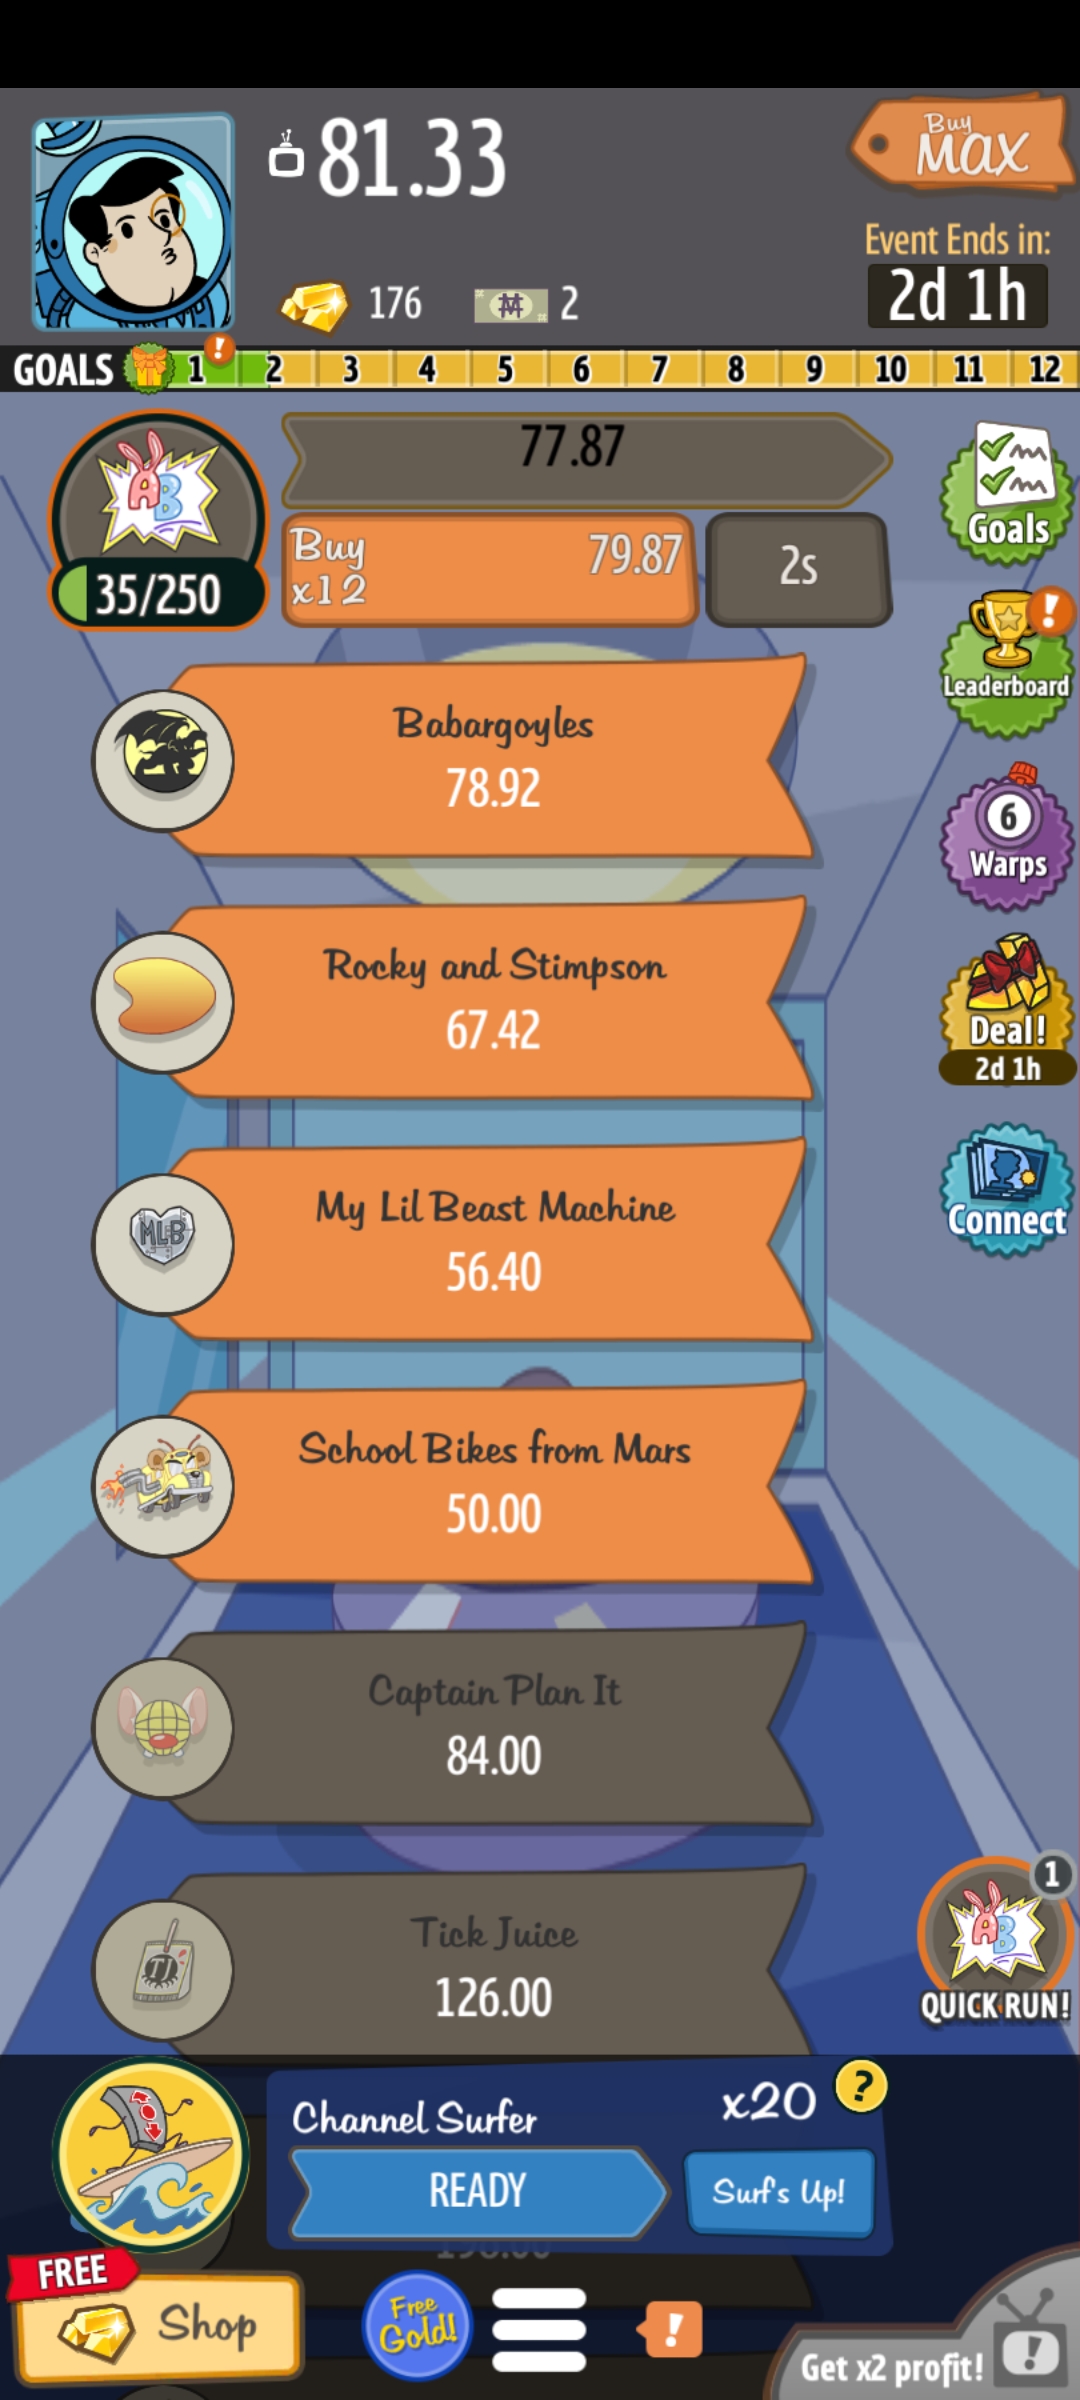 81.33
Buy
MAX
Event Ends in:
2d 1h
176
2
GOALS 1 ! 2 3 4 5 6 7 8 9 10 11 12
AB
77.87
35/250
Buy
x12
79.87
2s
Goals
!
Leaderboard
Babargoyles
78.92
6
Warps
Rocky and Stimpson
67.42
Deal!
2d 1h
MLB
My Lil Beast Machine
56.40
Connect
School Bikes from Mars
50.00
Captain Plan It
84.00
TJ
Tick Juice
126.00
1
AB
QUICK RUN!
Channel Surfer
x20
?
READY
Surf's Up!
FREE
Shop
Free
Gold!
!
Get x2 profit!
!